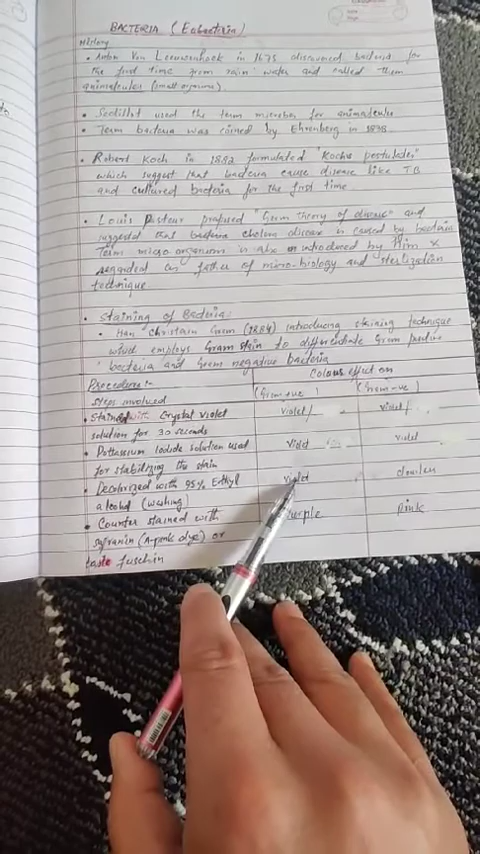 BACTERIA (Eubacteria)
History
• Anton Von Leeuwenhoek in 1675 discovered bacteria for
the first time from rain water and called them
animalcules (small organisms)
• Sedillot used the term microbes for animalcules
• Term bacteria was coined by Ehrenberg in 1838.
• Robert Koch in 1882 formulated "Kochs postulates"
which suggest that bacteria cause disease like T.B
and cultured bacteria for the first time
• Louis Pasteur proposed "Germ theory of disease" and
suggested that bacteria cholera disease is caused by bacteria
Term micro organism is also introduced by him &
regarded as father of micro-biology and sterilization
technique
• Staining of Bacteria:
• Han Christain Gram (1884) introducing staining technique
which employs Gram stain to differentiate Gram positive
bacteria and Gram negative bacteria
Procedure:-
Colour effect on
steps involved
(Gram +ve)
(Gram -ve)
• Stained with Crystal violet
solution for 30 seconds
violet/
violet/
• Pottassium Iodide solution used
for stabilizing the stain
violet
violet
• Decolorized with 95% Ethyl
alcohol (washing)
violet
• Counter stained with
safranin (A-pink dye) or
fuschin
purple
pink